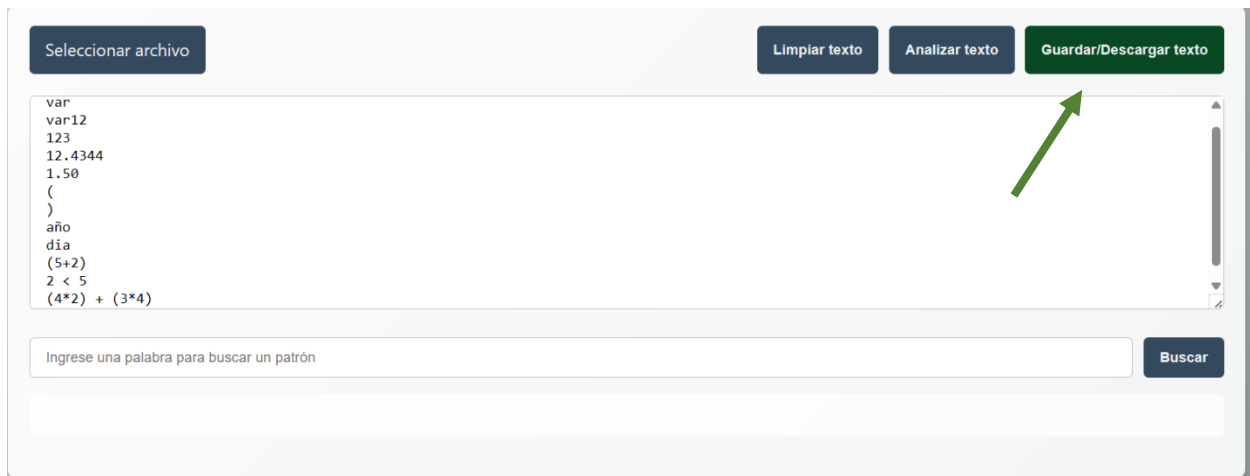 Seleccionar archivo
Limpiar texto
Analizar texto
Guardar/Descargar texto
var
var12
123
12.4344
1.50
(
)
año
dia
(5+2)
2 < 5
(4*2) + (3*4)
Ingrese una palabra para buscar un patrón
Buscar